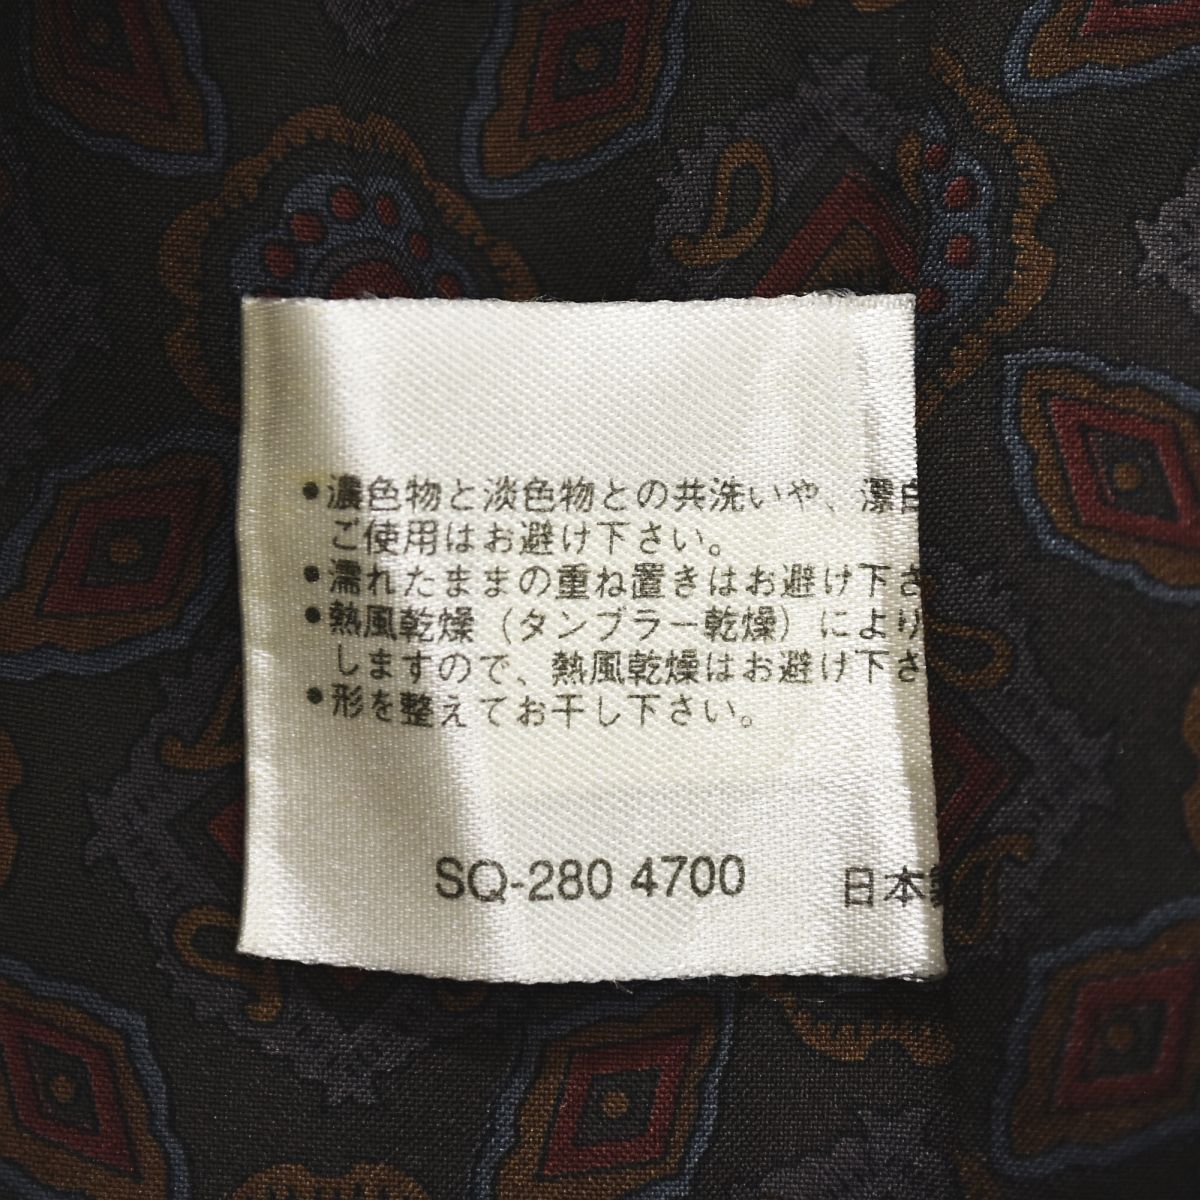 •濃色物と淡色物との共洗いや、漂白
ご使用はお避け下さい。
•濡れたままの重ね置きはお避け下さ
•熱風乾燥(タンブラー乾燥)により
しますので、熱風乾燥はお避け下さ
•形を整えてお干し下さい。
SQ-280 4700
日本製